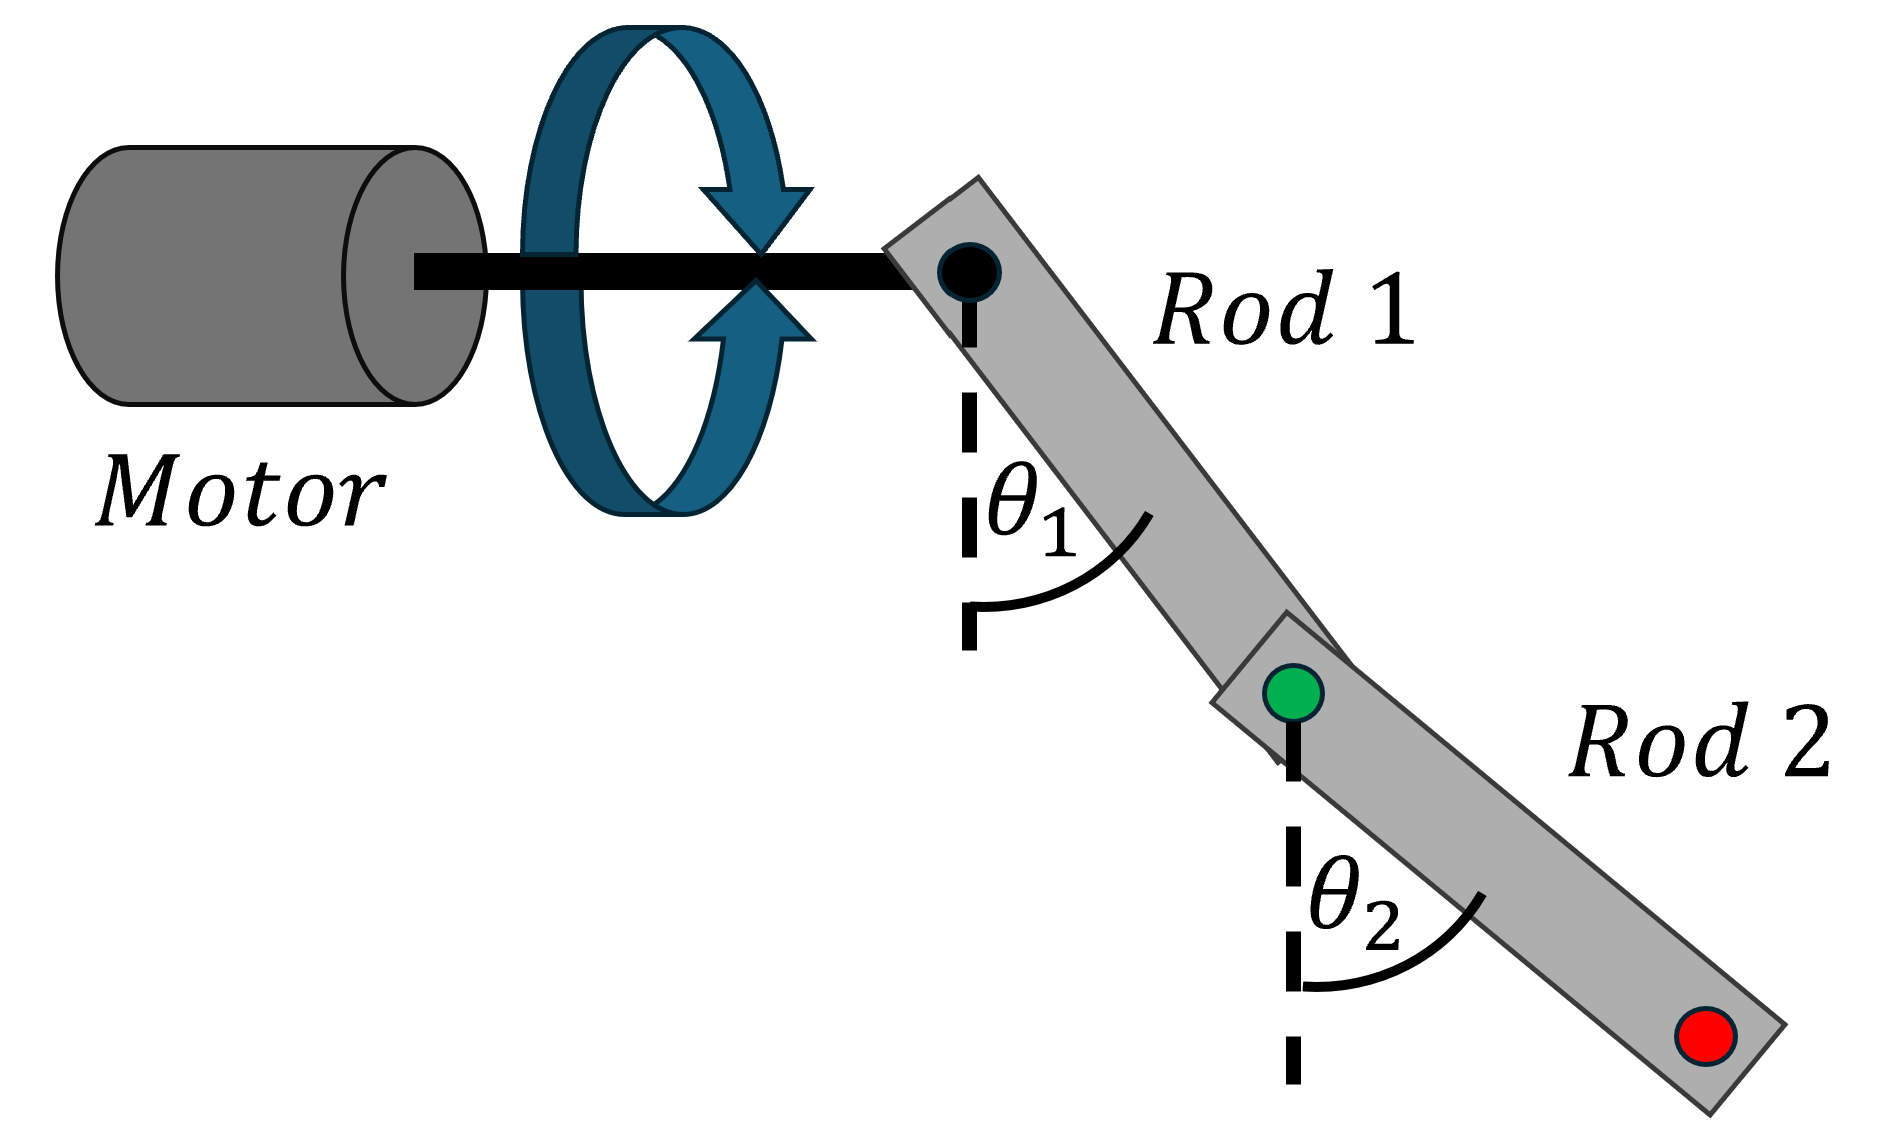 Rod 1
Motor
θ₁
Rod 2
θ₂